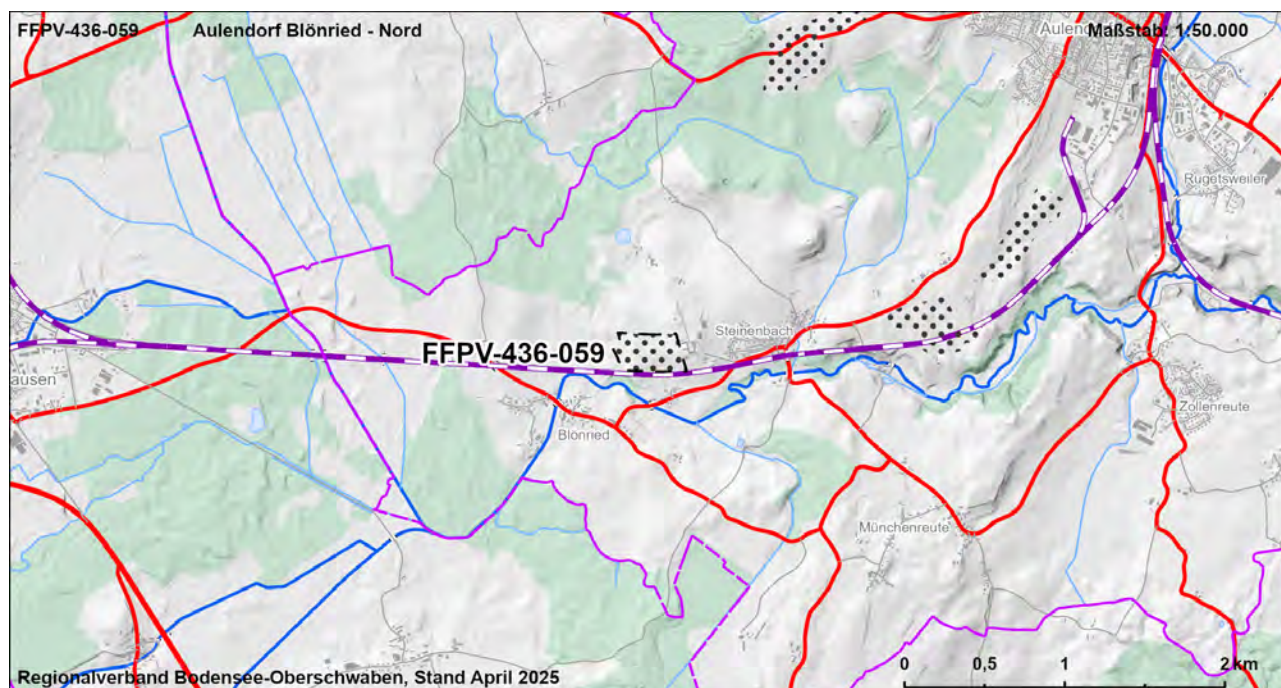 FFPV-436-059 Aulendorf Blönried - Nord Maßstab: 1:50.000
Rugetsweiler
Steinenbach
FFPV-436-059
ausen
Zollenreute
Blönried
Münchenreute
0 0,5 1 2 km
Regionalverband Bodensee-Oberschwaben, Stand April 2025